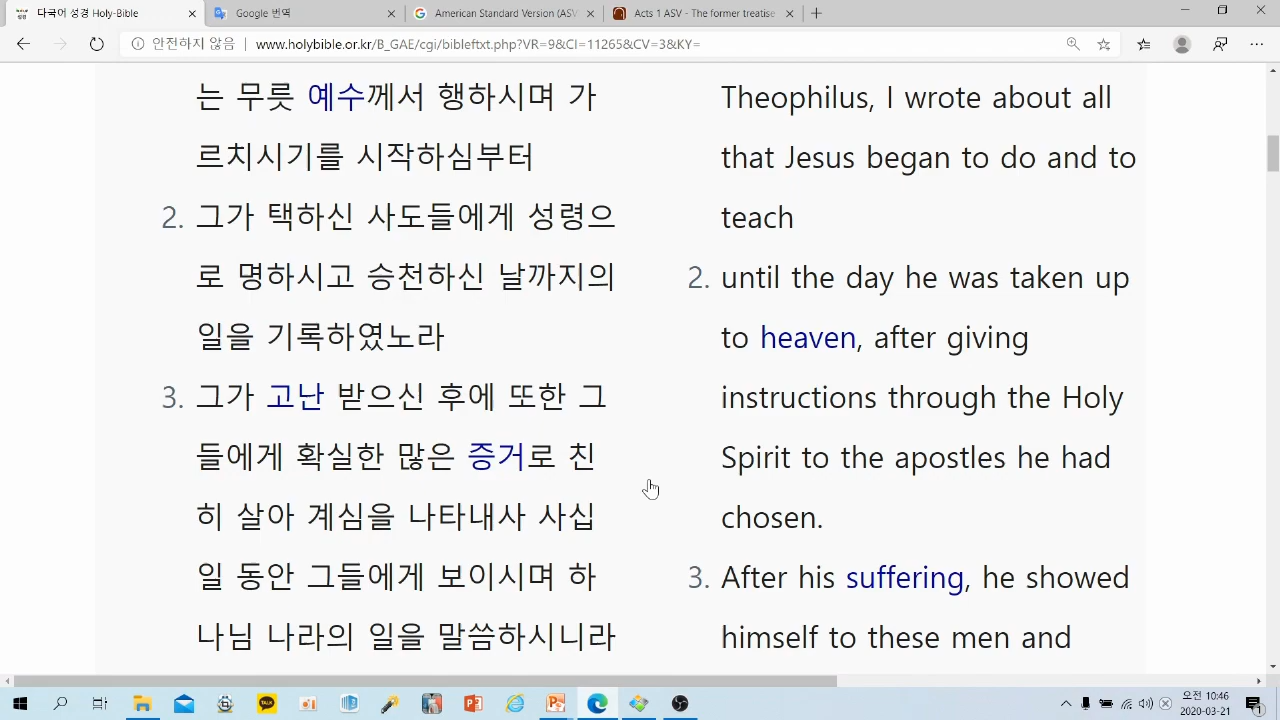 다국어 성경 Holy-Bible
Google 번역
American Standard Version (ASV
Acts 1 ASV - The former treatise
안전하지 않음
www.holybible.or.kr/B_GAE/cgi/bibleftxt.php?VR=9&CI=11265&CV=3&KY=
는 무릇 예수께서 행하시며 가
르치시기를 시작하심부터
2. 그가 택하신 사도들에게 성령으
로 명하시고 승천하신 날까지의
일을 기록하였노라
3. 그가 고난 받으신 후에 또한 그
들에게 확실한 많은 증거로 친
히 살아 계심을 나타내사 사십
일 동안 그들에게 보이시며 하
나님 나라의 일을 말씀하시니라
Theophilus, I wrote about all
that Jesus began to do and to
teach
2. until the day he was taken up
to heaven, after giving
instructions through the Holy
Spirit to the apostles he had
chosen.
3. After his suffering, he showed
himself to these men and
TALK
오전 10:46
2020-03-21